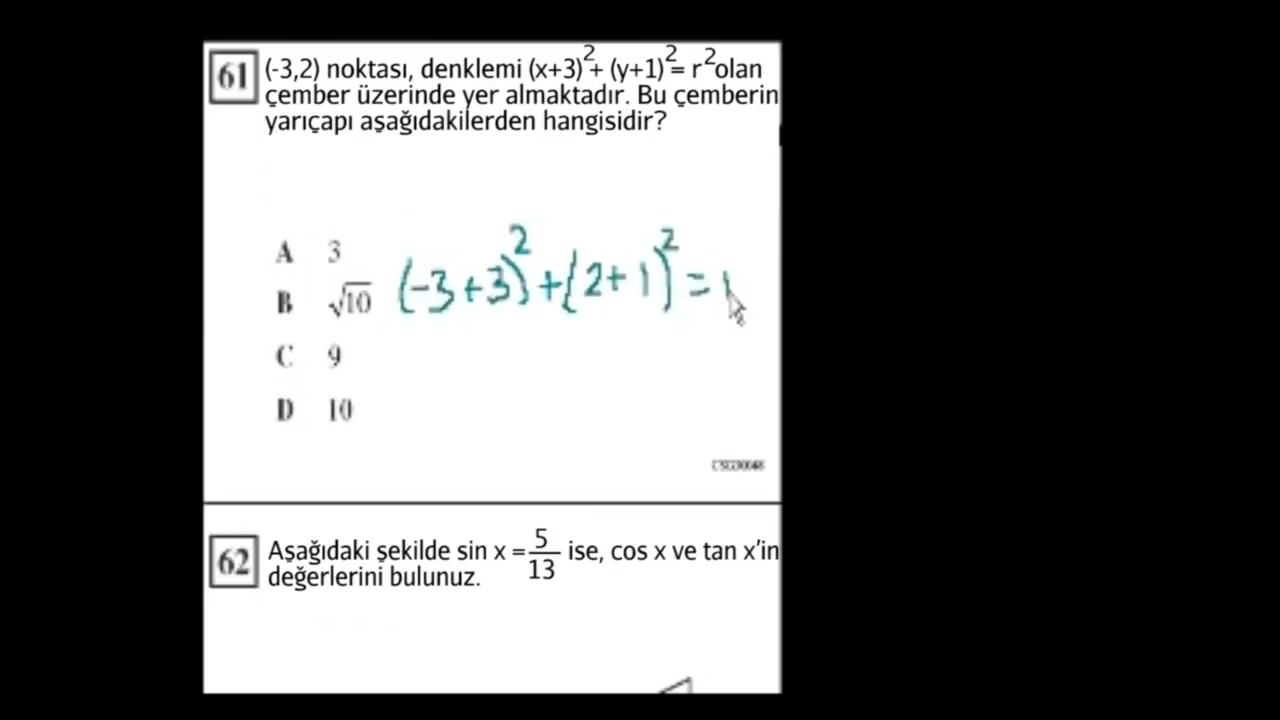 61 (-3,2) noktası, denklemi (x+3)²+ (y+1)²= r² olan
çember üzerinde yer almaktadır. Bu çemberin
yarıçapı aşağıdakilerden hangisidir?
A 3
B √10
(-3+3)²+(2+1)²=
C 9
D 10
62 Aşağıdaki şekilde sin x = 5/13 ise, cos x ve tan x'in
değerlerini bulunuz.